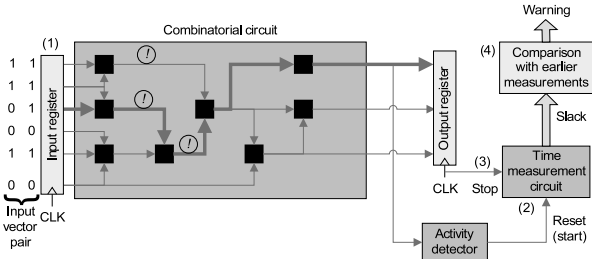 Warning
Combinatorial circuit
(1)
(4)
Comparison
with earlier
measurements
1 1
1 1
0 1
0 0
1 1
0 0
Input register
!
!
!
Output register
Slack
(3)
Time
measurement
circuit
CLK
CLK
Stop
(2)
Input
vector
pair
Reset
(start)
Activity
detector